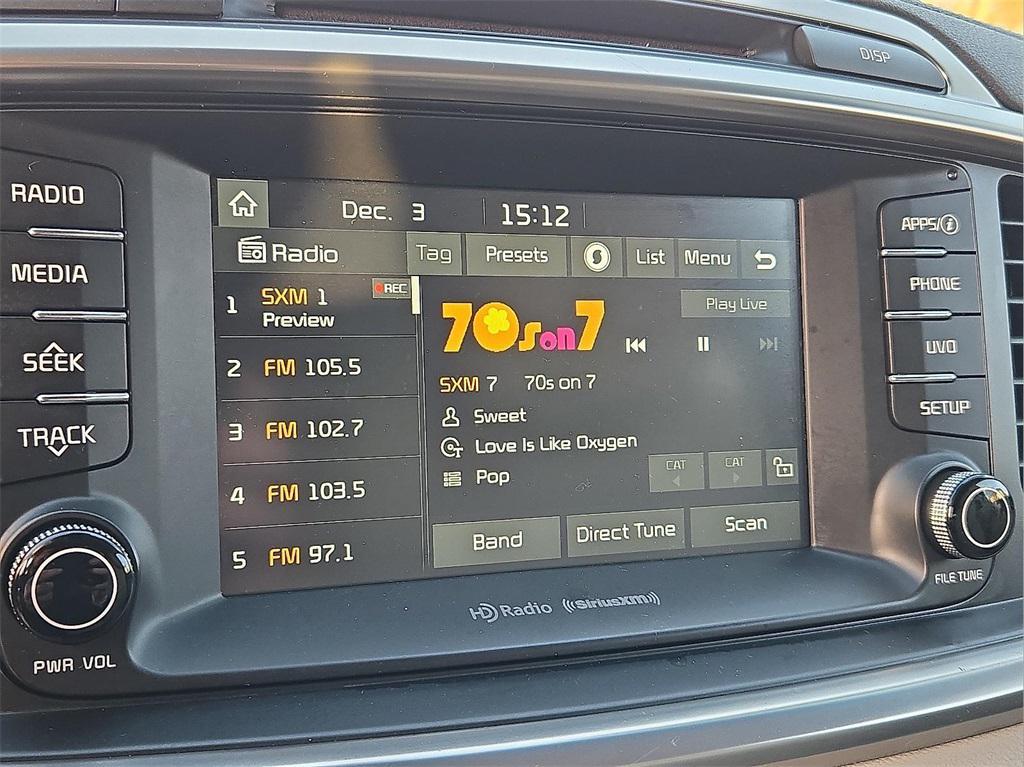 DISP
RADIO
MEDIA
SEEK
TRACK
PWR VOL
Dec. 3 15:12
Radio Tag Presets List Menu
1 SXM 1 REC
Preview
2 FM 105.5
3 FM 102.7
4 FM 103.5
5 FM 97.1
Play Live
70s on 7
SXM 7 70s on 7
Sweet
Love Is Like Oxygen
Pop
CAT CAT
Band Direct Tune Scan
HD Radio ((SiriusXM))
APPS/i
PHONE
UVO
SETUP
FILE TUNE